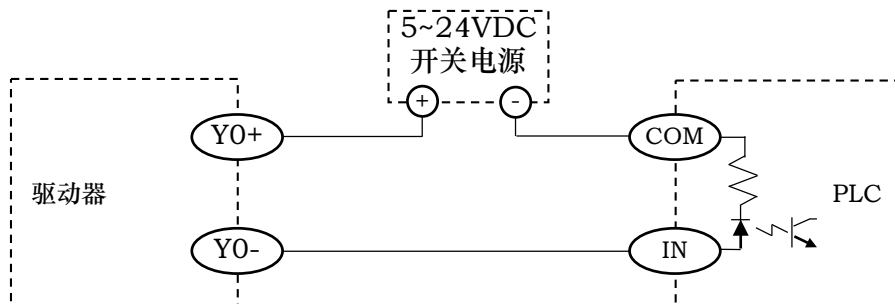 5~24VDC
开关电源
+ -
Y0+
COM
驱动器
PLC
Y0-
IN